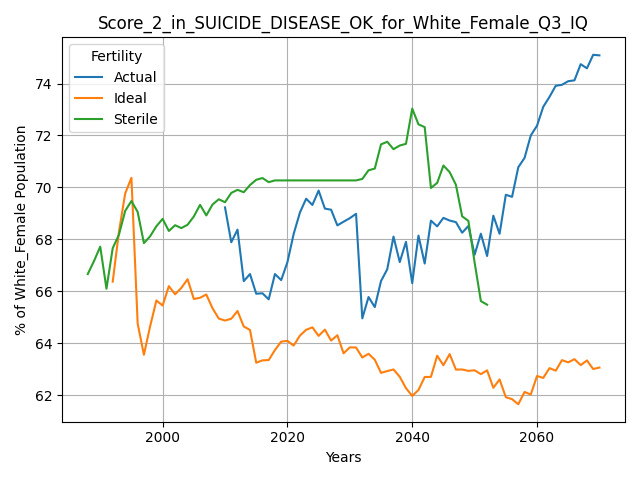 Score_2_in_SUICIDE_DISEASE_OK_for_White_Female_Q3_IQ
Fertility
Actual
Ideal
Sterile
% of White_Female Population
74
72
70
68
66
64
62
2000
2020
2040
2060
Years